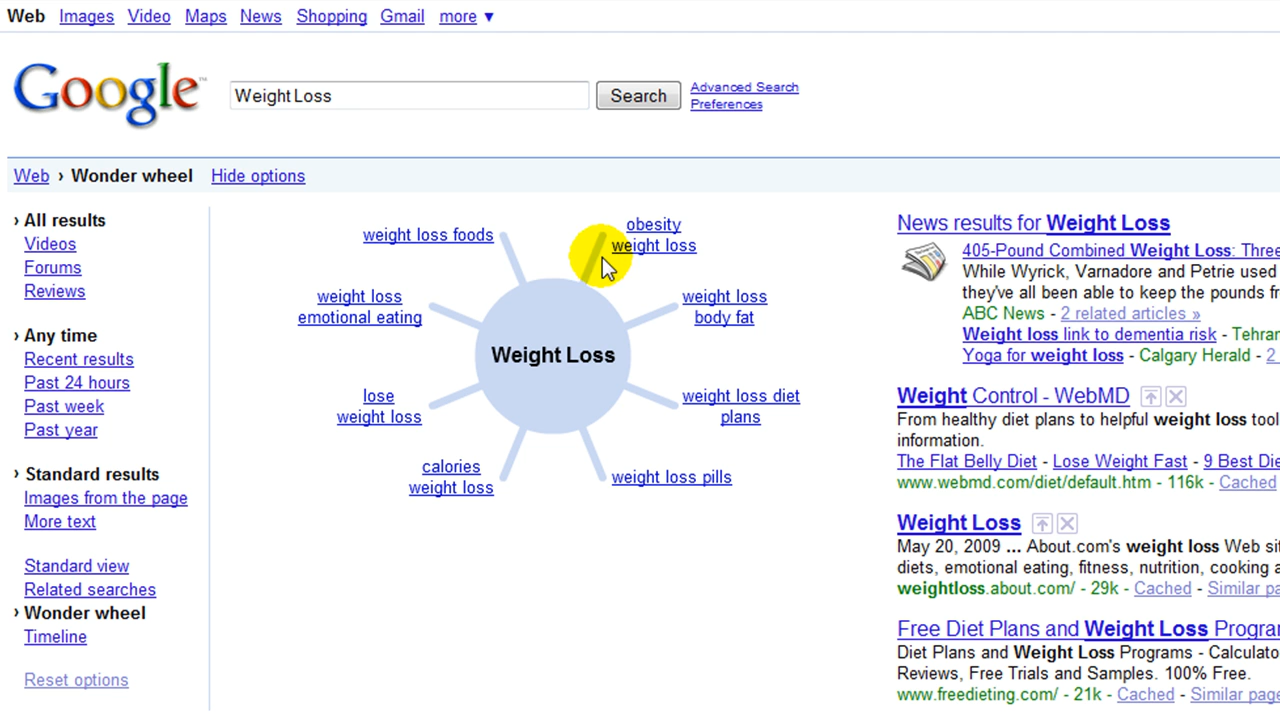 Web Images Video Maps News Shopping Gmail more ▼
Google™
Weight Loss
Search
Advanced Search
Preferences
Web › Wonder wheel Hide options
› All results
Videos
Forums
Reviews
› Any time
Recent results
Past 24 hours
Past week
Past year
› Standard results
Images from the page
More text
Standard view
Related searches
› Wonder wheel
Timeline
Reset options
weight loss foods
obesity
weight loss
weight loss
emotional eating
weight loss
body fat
Weight Loss
lose
weight loss
weight loss diet
plans
calories
weight loss
weight loss pills
News results for Weight Loss
405-Pound Combined Weight Loss: Three
While Wyrick, Varnadore and Petrie used
they've all been able to keep the pounds
ABC News - 2 related articles »
Weight loss link to dementia risk -
Yoga for weight loss - Calgary Herald - 2
Weight Control - WebMD
From healthy diet plans to helpful weight loss
information.
The Flat Belly Diet - Lose Weight Fast - 9 Best
www.webmd.com/diet/default.htm - 116k - Cached
Weight Loss
May 20, 2009 ... About.com's weight loss Web
diets, emotional eating, fitness, nutrition, cooking
weightloss.about.com/ - 29k - Cached - Similar
Free Diet Plans and Weight Loss
Diet Plans and Weight Loss Programs -
Reviews, Free Trials and Samples. 100% Free.
www.freedieting.com/ - 21k - Cached - Similar